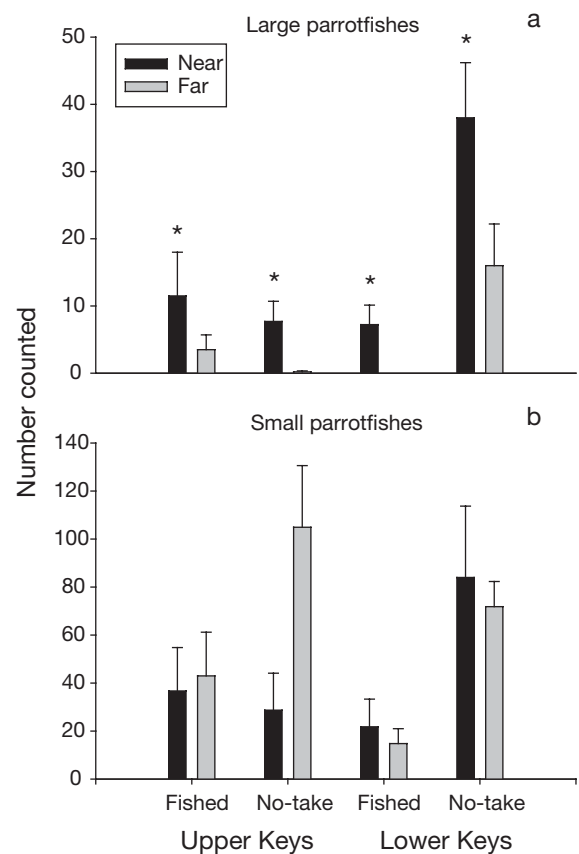 Large parrotfishes a
50
40
30
20
10
0
Near
Far
*
*
*
*
Number counted
Small parrotfishes b
140
120
100
80
60
40
20
0
Fished No-take Fished No-take
Upper Keys Lower Keys